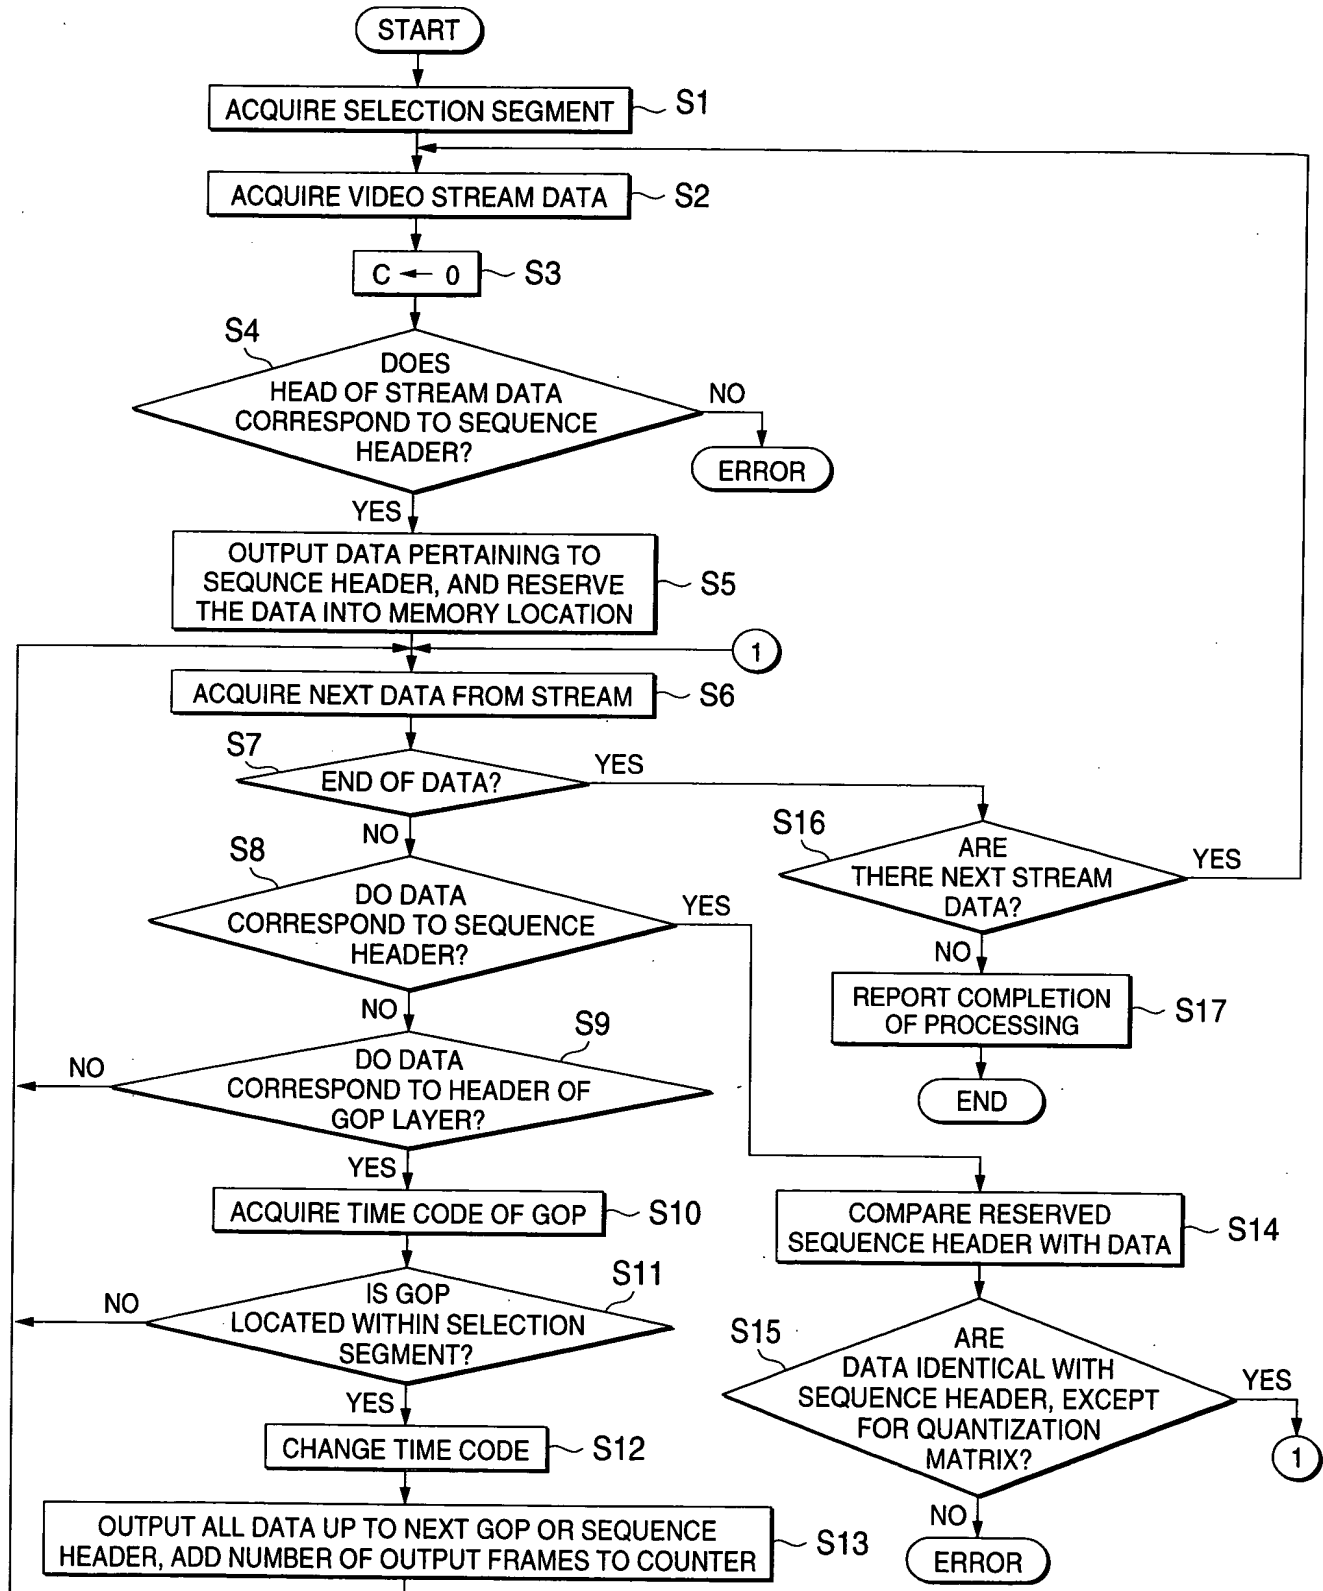 START
ACQUIRE SELECTION SEGMENT
S1
ACQUIRE VIDEO STREAM DATA
S2
C ← 0
S3
S4
DOES
HEAD OF STREAM DATA
CORRESPOND TO SEQUENCE
HEADER?
NO
ERROR
YES
OUTPUT DATA PERTAINING TO
SEQUNCE HEADER, AND RESERVE
THE DATA INTO MEMORY LOCATION
S5
1
ACQUIRE NEXT DATA FROM STREAM
S6
S7
END OF DATA?
YES
NO
S8
DO DATA
CORRESPOND TO SEQUENCE
HEADER?
YES
NO
S16
ARE
THERE NEXT STREAM
DATA?
YES
NO
REPORT COMPLETION
OF PROCESSING
S17
END
S9
DO DATA
CORRESPOND TO HEADER OF
GOP LAYER?
NO
YES
ACQUIRE TIME CODE OF GOP
S10
S11
IS GOP
LOCATED WITHIN SELECTION
SEGMENT?
NO
YES
CHANGE TIME CODE
S12
OUTPUT ALL DATA UP TO NEXT GOP OR SEQUENCE
HEADER, ADD NUMBER OF OUTPUT FRAMES TO COUNTER
S13
COMPARE RESERVED
SEQUENCE HEADER WITH DATA
S14
S15
ARE
DATA IDENTICAL WITH
SEQUENCE HEADER, EXCEPT
FOR QUANTIZATION
MATRIX?
YES
1
NO
ERROR